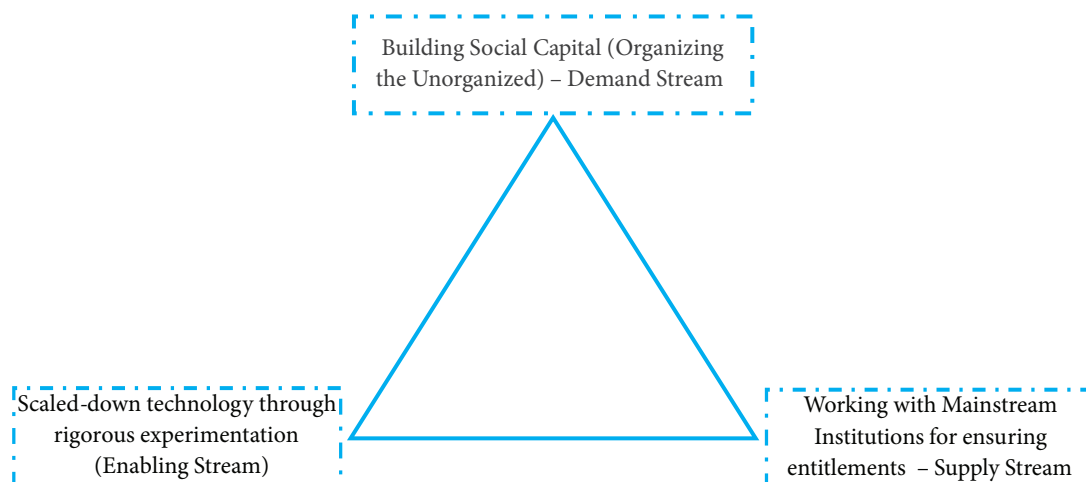 Building Social Capital (Organizing
the Unorganized) – Demand Stream
Scaled-down technology through
rigorous experimentation
(Enabling Stream)
Working with Mainstream
Institutions for ensuring
entitlements – Supply Stream